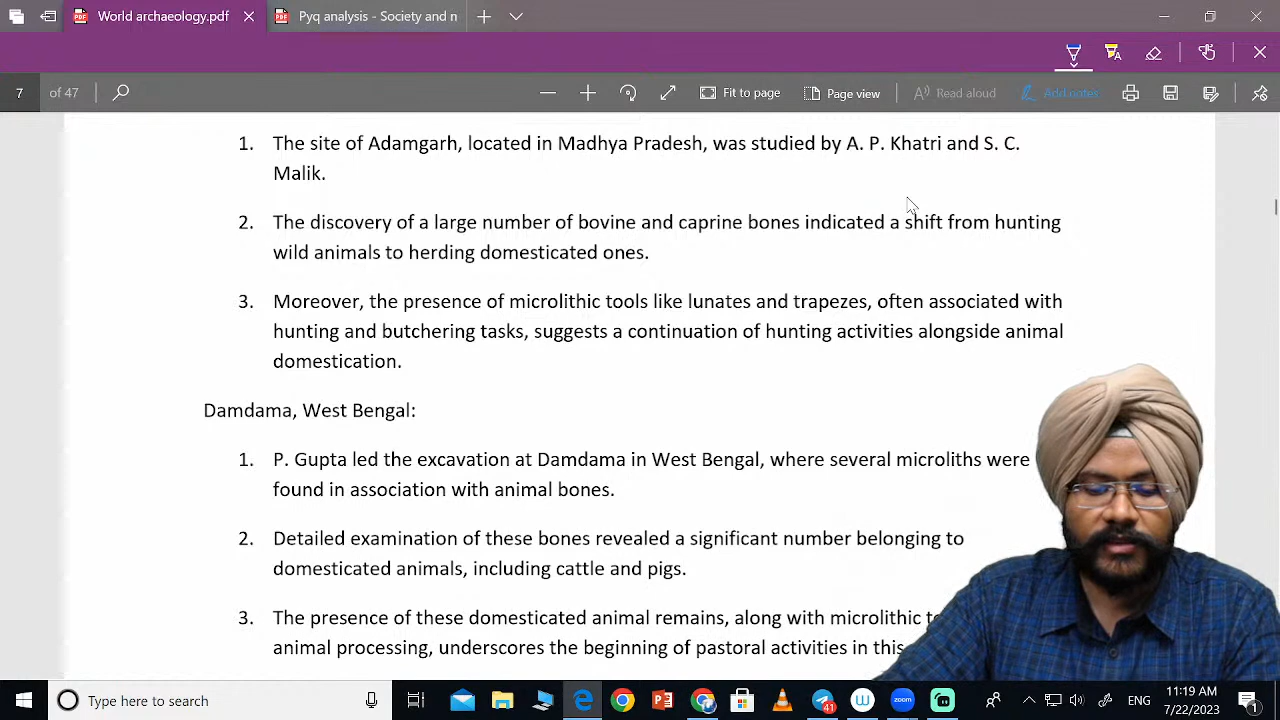 World archaeology.pdf
Pyq analysis - Society and n
7 of 47
Fit to page
Page view
Read aloud
Add notes
1. The site of Adamgarh, located in Madhya Pradesh, was studied by A. P. Khatri and S. C.
Malik.
2. The discovery of a large number of bovine and caprine bones indicated a shift from hunting
wild animals to herding domesticated ones.
3. Moreover, the presence of microlithic tools like lunates and trapezes, often associated with
hunting and butchering tasks, suggests a continuation of hunting activities alongside animal
domestication.
Damdama, West Bengal:
1. P. Gupta led the excavation at Damdama in West Bengal, where several microliths were
found in association with animal bones.
2. Detailed examination of these bones revealed a significant number belonging to
domesticated animals, including cattle and pigs.
3. The presence of these domesticated animal remains, along with microlithic
animal processing, underscores the beginning of pastoral activities in this
Type here to search
41
zoom
ENG
11:19 AM
7/22/2023